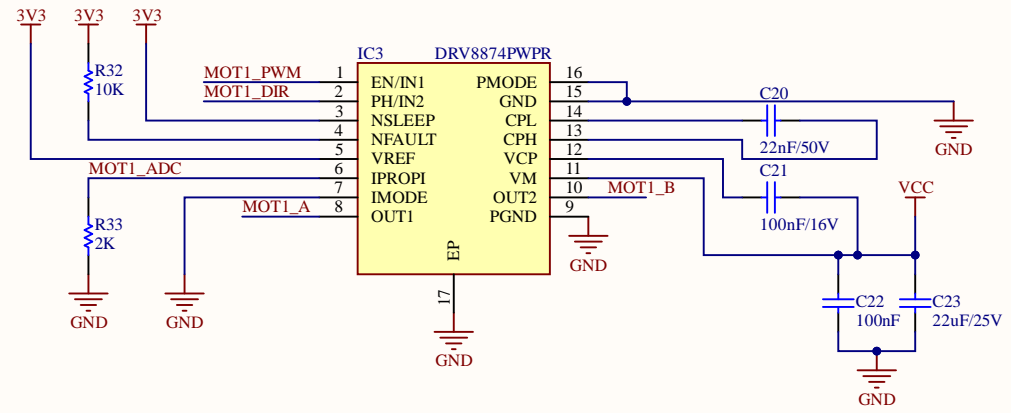 3V3 3V3 3V3
IC3 DRV8874PWPR
R32
10K
MOT1_PWM 1 EN/IN1 PMODE 16
MOT1_DIR 2 PH/IN2 GND 15
3 NSLEEP CPL 14
4 NFAULT CPH 13
5 VREF VCP 12
MOT1_ADC 6 IPROPI VM 11
7 IMODE OUT2 10 MOT1_B
MOT1_A 8 OUT1 PGND 9
EP
17
R33
2K
GND
GND
GND
GND
C20
22nF/50V
GND
C21
100nF/16V
VCC
C22
100nF
C23
22uF/25V
GND